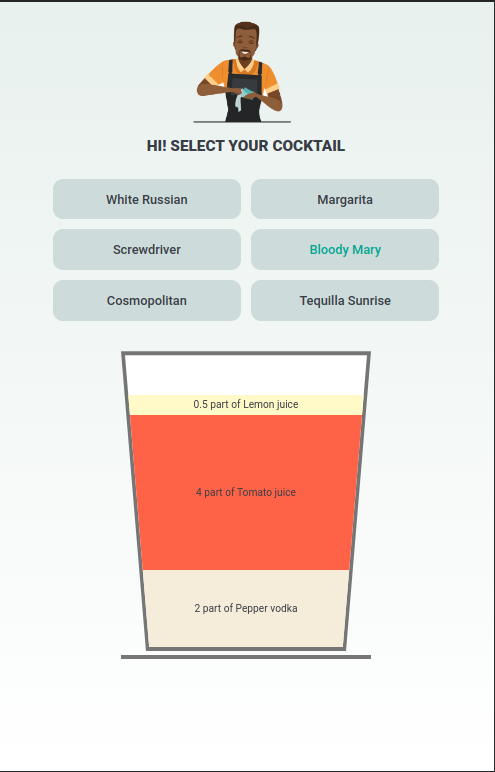 HI! SELECT YOUR COCKTAIL
White Russian
Margarita
Screwdriver
Bloody Mary
Cosmopolitan
Tequilla Sunrise
0.5 part of Lemon juice
4 part of Tomato juice
2 part of Pepper vodka